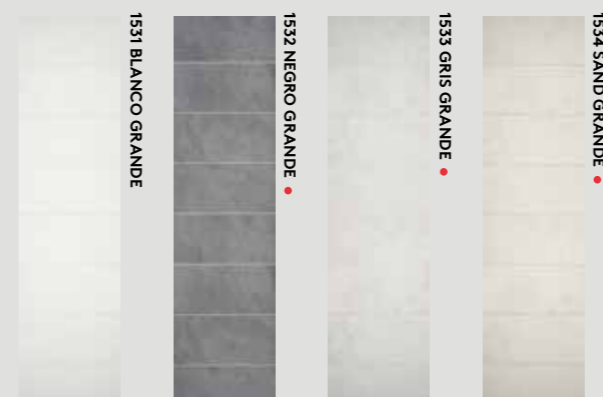 1531 BLANCO GRANDE
1532 NEGRO GRANDE
1533 GRIS GRANDE
1534 SAND GRANDE